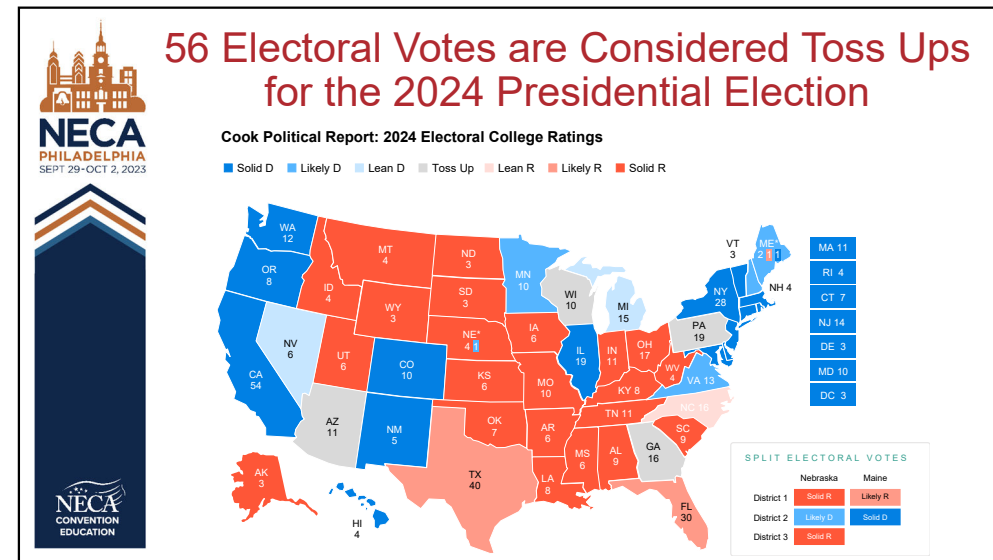 56 Electoral Votes are Considered Toss Ups
for the 2024 Presidential Election
NECA
PHILADELPHIA
SEPT 29-OCT 2, 2023
Cook Political Report: 2024 Electoral College Ratings
Solid D Likely D Lean D Toss Up Lean R Likely R Solid R
WA
12
OR
8
CA
54
NV
6
ID
4
MT
4
WY
3
UT
6
AZ
11
CO
10
NM
5
ND
3
SD
3
NE*
4 1
KS
6
OK
7
TX
40
MN
10
IA
6
MO
10
AR
6
LA
8
WI
10
IL
19
MI
15
IN
11
OH
17
KY 8
TN 11
MS
6
AL
9
GA
16
FL
30
SC
9
NC 16
VA 13
WV
4
PA
19
NY
28
VT
3
ME*
2 1 1
NH 4
AK
3
HI
4
MA 11
RI 4
CT 7
NJ 14
DE 3
MD 10
DC 3
SPLIT ELECTORAL VOTES
Nebraska Maine
District 1 Solid R Likely R
District 2 Likely D Solid D
District 3 Solid R
NECA
CONVENTION
EDUCATION